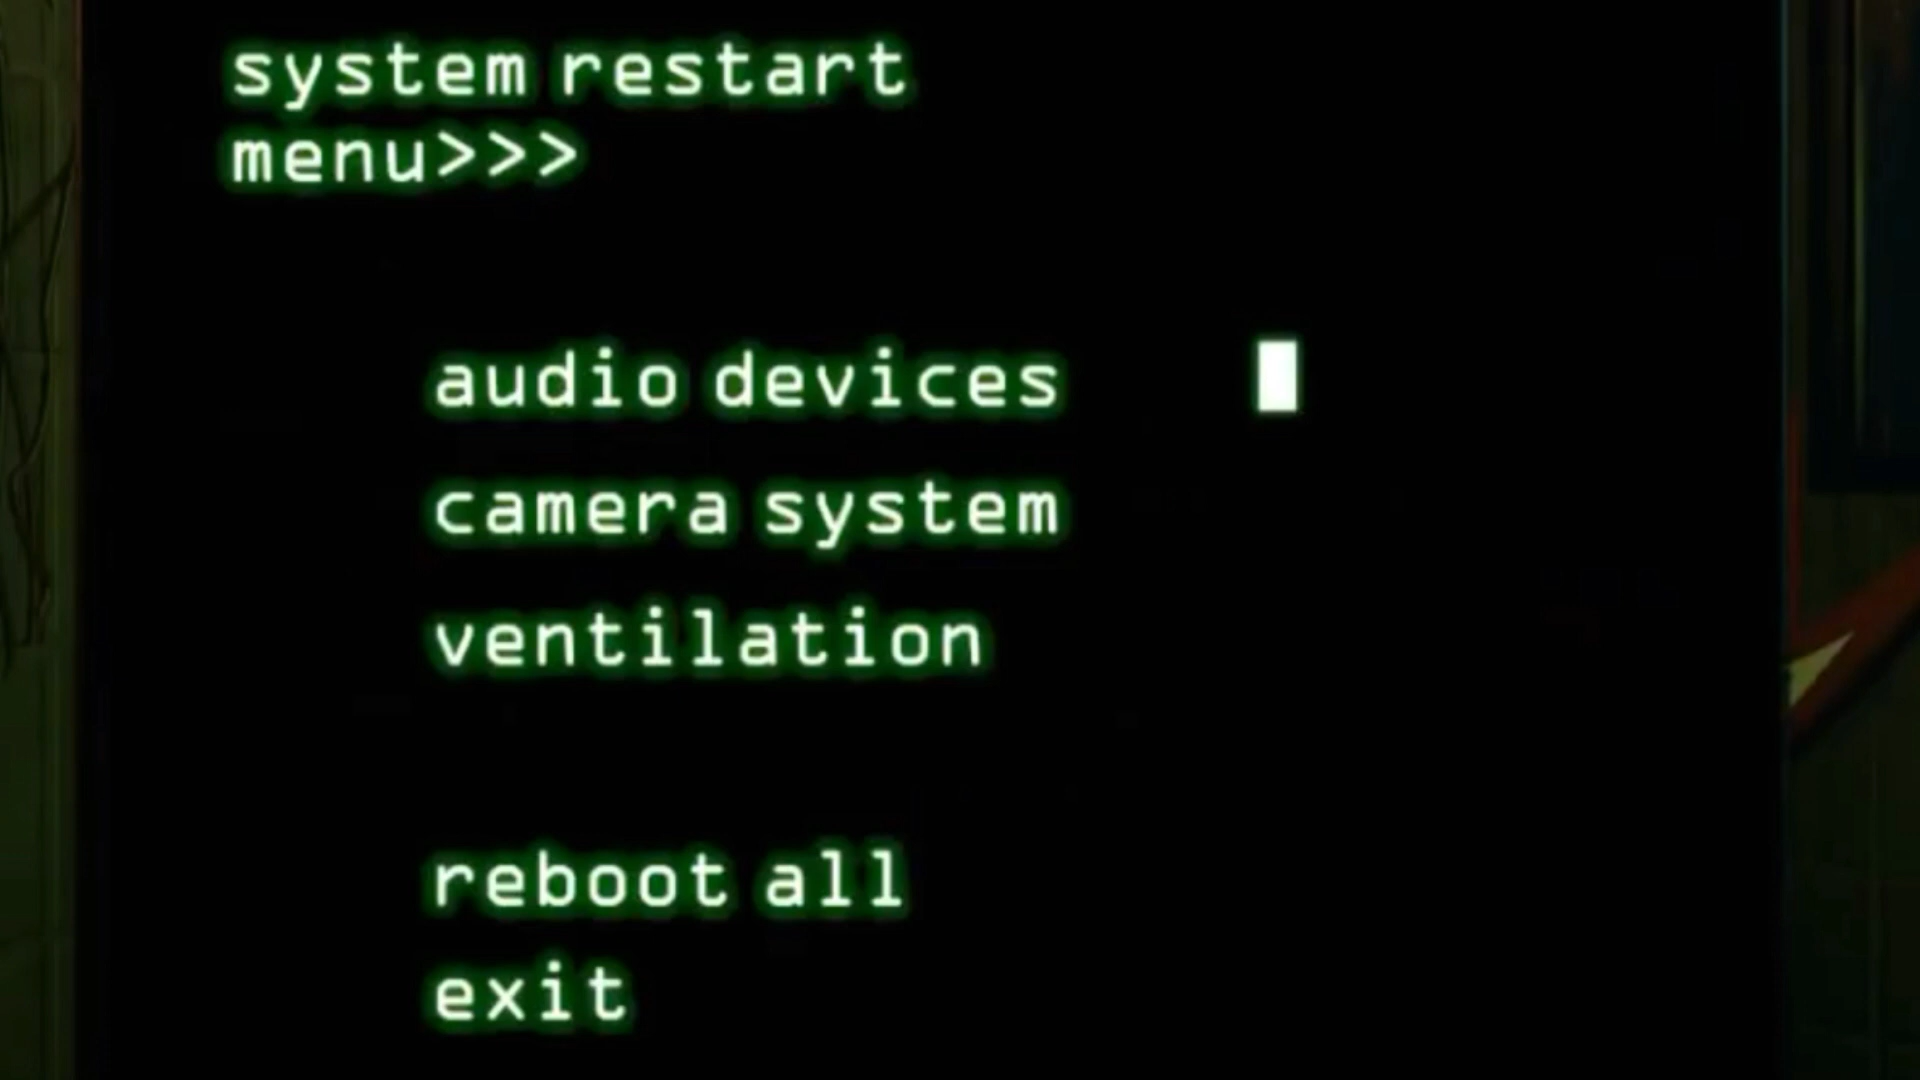 system restart
menu>>>
audio devices
camera system
ventilation
reboot all
exit